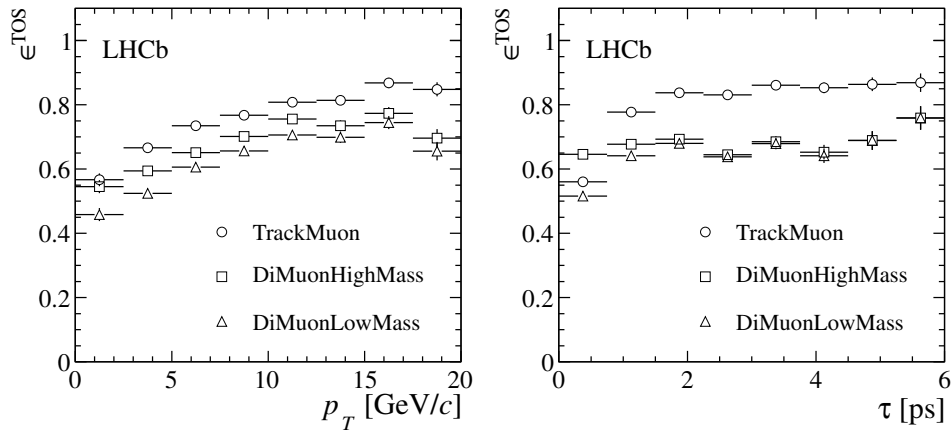 ∈^TOS
1
0.8
0.6
0.4
0.2
0
LHCb
TrackMuon
DiMuonHighMass
DiMuonLowMass
0 5 10 15 20
p_T [GeV/c]
∈^TOS
1
0.8
0.6
0.4
0.2
0
LHCb
TrackMuon
DiMuonHighMass
DiMuonLowMass
0 2 4 6
τ [ps]